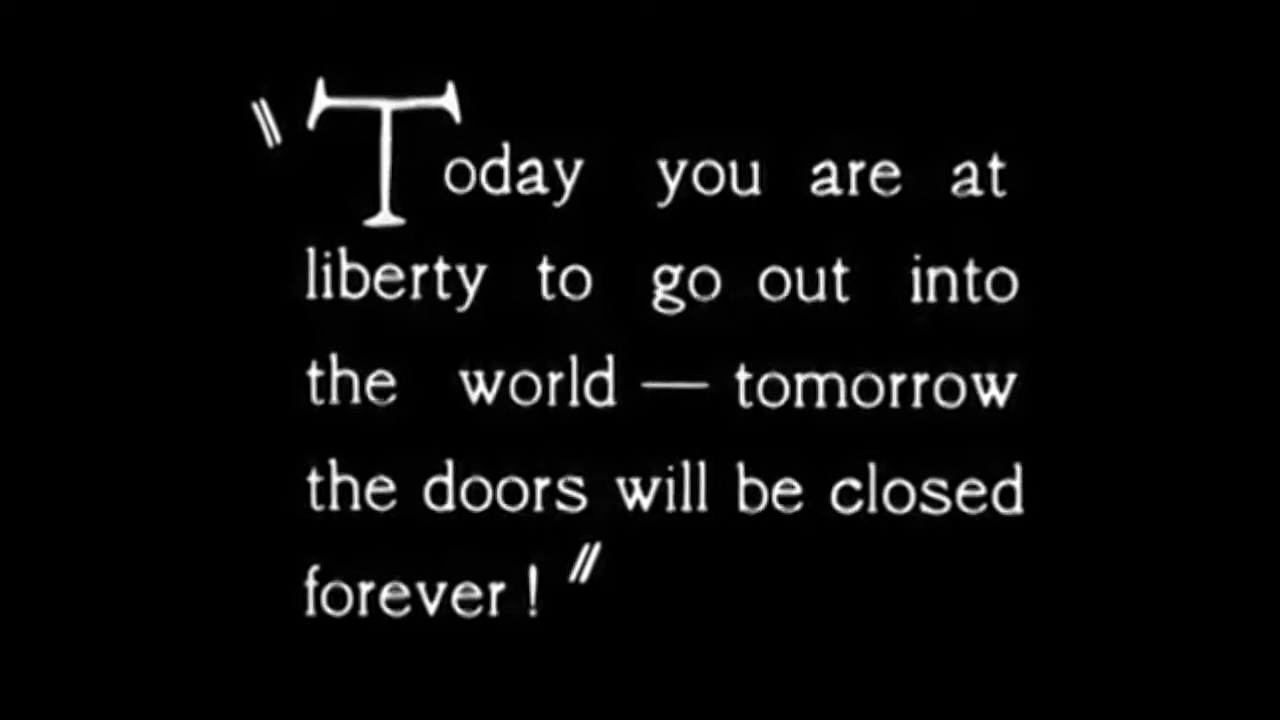 "Today you are at
liberty to go out into
the world — tomorrow
the doors will be closed
forever! "